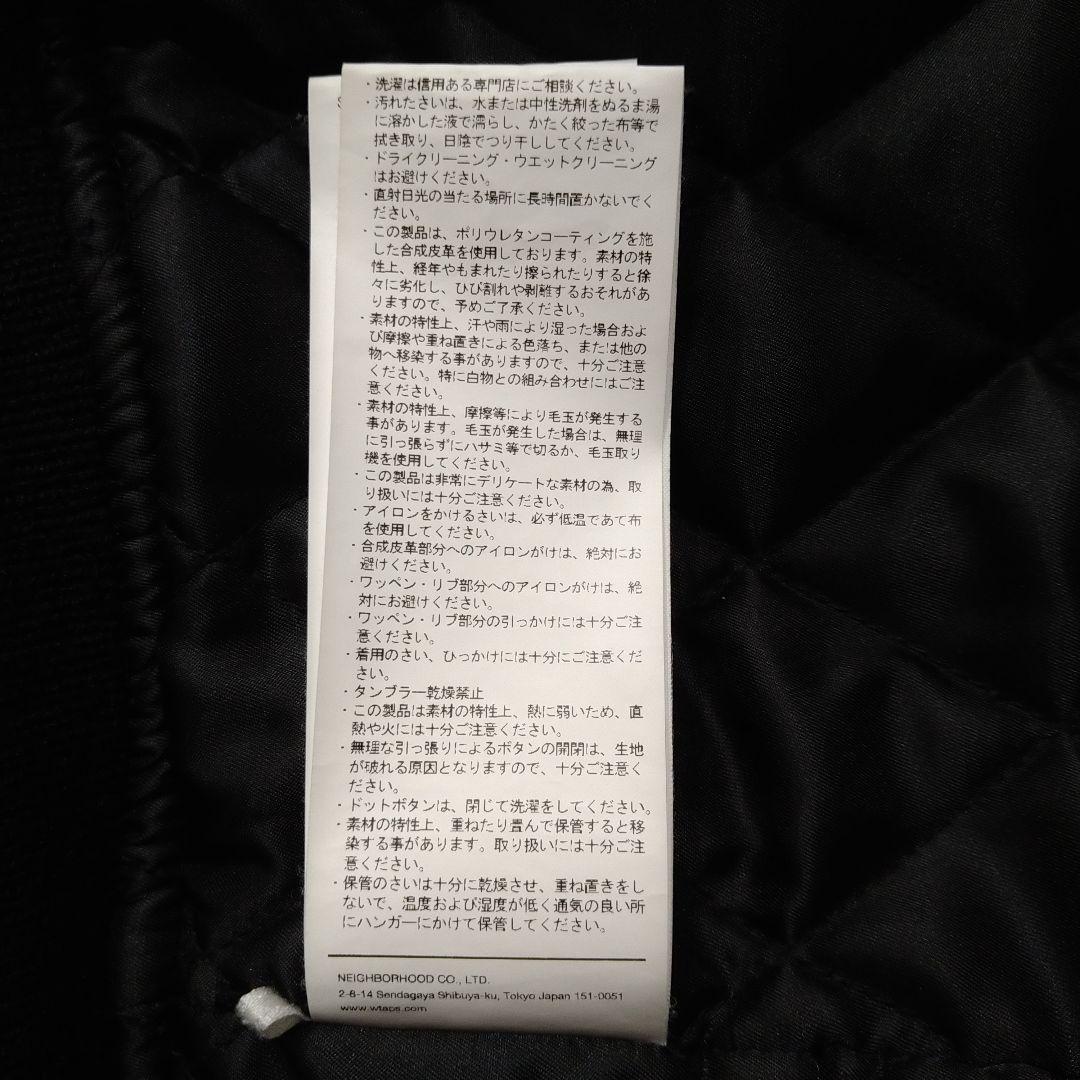 ・洗濯は信用ある専門店にご相談ください。
・汚れたさいは、水または中性洗剤をぬるま湯
に溶かした液で濡らし、かたく絞った布等で
拭き取り、日陰でつり干ししてください。
・ドライクリーニング・ウエットクリーニング
はお避けください。
・直射日光の当たる場所に長時間置かないでく
ださい。
・この製品は、ポリウレタンコーティングを施
した合成皮革を使用しております。素材の特
性上、経年やもまれたり擦られたりすると徐
々に劣化し、ひび割れや剥離するおそれがあ
りますので、予めご了承ください。
・素材の特性上、汗や雨により湿った場合およ
び摩擦や重ね置きによる色落ち、または他の
物へ移染する事がありますので、十分ご注意
ください。特に白物との組み合わせにはご注
意ください。
・素材の特性上、摩擦等により毛玉が発生する
事があります。毛玉が発生した場合は、無理
に引っ張らずにハサミ等で切るか、毛玉取り
機を使用してください。
・この製品は非常にデリケートな素材の為、取
り扱いには十分ご注意ください。
・アイロンをかけるさいは、必ず低温であて布
を使用してください。
・合成皮革部分へのアイロンがけは、絶対にお
避けください。
・ワッペン・リブ部分へのアイロンがけは、絶
対にお避けください。
・ワッペン・リブ部分の引っかけには十分ご注
意ください。
・着用のさい、ひっかけには十分にご注意くだ
さい。
・タンブラー乾燥禁止
・この製品は素材の特性上、熱に弱いため、直
熱や火には十分ご注意ください。
・無理な引っ張りによるボタンの開閉は、生地
が破れる原因となりますので、十分ご注意く
ださい。
・ドットボタンは、閉じて洗濯をしてください。
・素材の特性上、重ねたり畳んで保管すると移
染する事があります。取り扱いには十分ご注
意ください。
・保管のさいは十分に乾燥させ、重ね置きをし
ないで、温度および湿度が低く通気の良い所
にハンガーにかけて保管してください。
NEIGHBORHOOD CO., LTD.
2-8-14 Sendagaya Shibuya-ku, Tokyo Japan 151-0051
www.wtaps.com